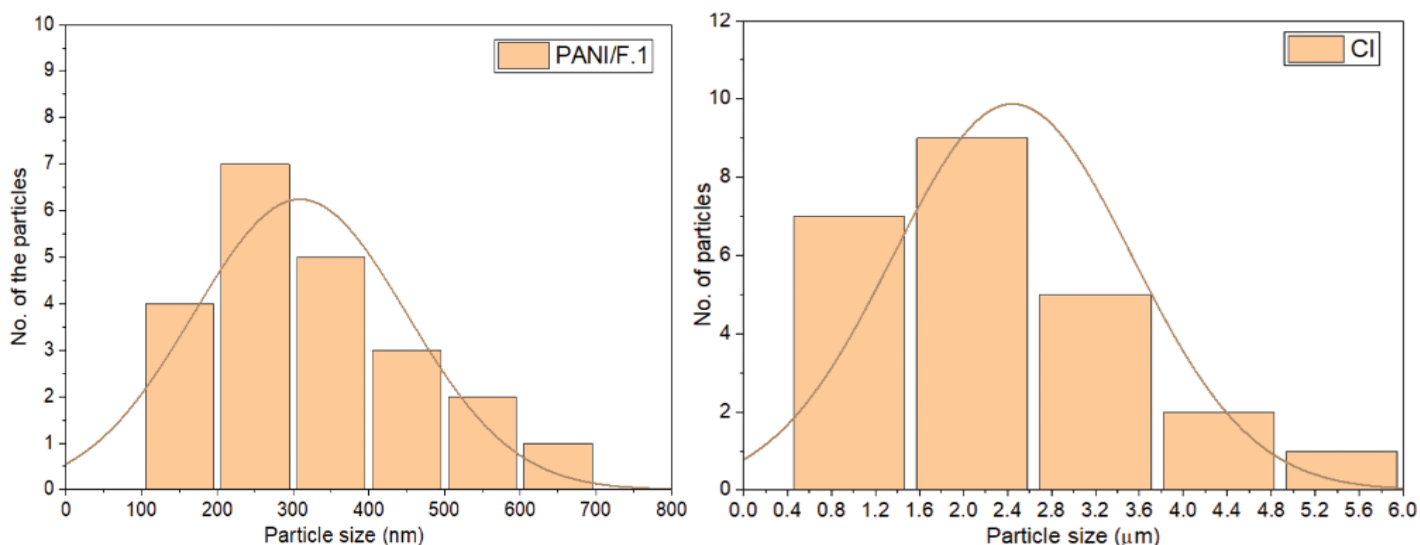 10
9
8
7
6
5
4
3
2
1
0
No. of the particles
PANI/F.1
0 100 200 300 400 500 600 700 800
Particle size (nm)
12
10
8
6
4
2
0
No. of particles
CI
0.0 0.4 0.8 1.2 1.6 2.0 2.4 2.8 3.2 3.6 4.0 4.4 4.8 5.2 5.6 6.0
Particle size (μm)